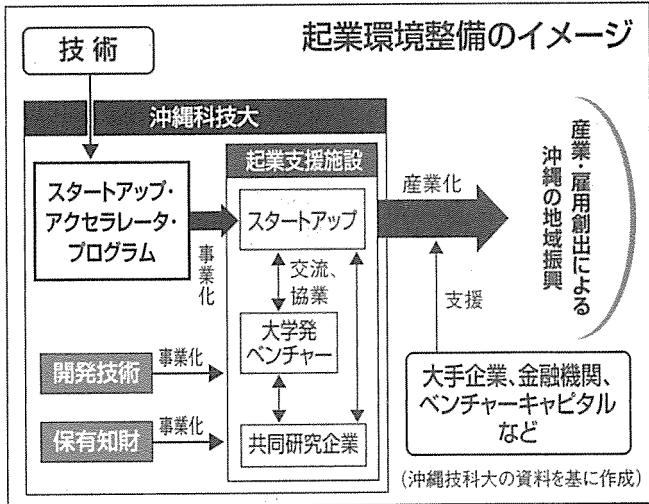 起業環境整備のイメージ
技術
沖縄科技大
起業支援施設
スタートアップ・
アクセラレータ・
プログラム
事業化
スタートアップ
交流、
協業
大学発
ベンチャー
共同研究企業
開発技術
事業化
保有知財
事業化
産業化
支援
産業・雇用創出による
沖縄の地域振興
大手企業、金融機関、
ベンチャーキャピタル
など
(沖縄技科大の資料を基に作成)